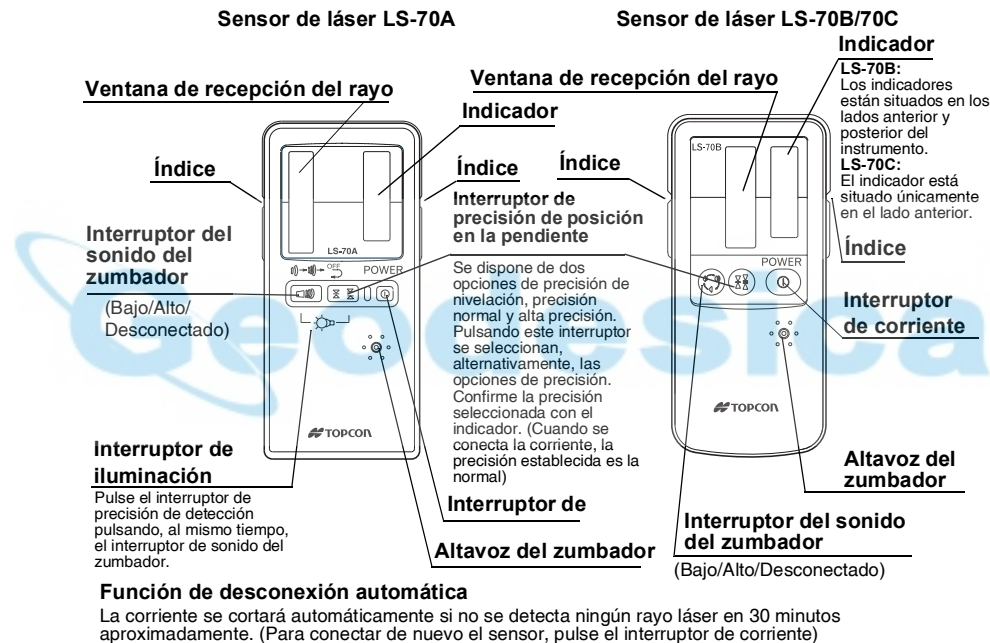 Sensor de láser LS-70A
Sensor de láser LS-70B/70C
Ventana de recepción del rayo
Indicador
Índice
Índice
LS-70A
OFF
POWER
Interruptor del
sonido del
zumbador
(Bajo/Alto/
Desconectado)
TOPCON
Interruptor de
iluminación
Pulse el interruptor de
precisión de detección
pulsando, al mismo tiempo,
el interruptor de sonido del
zumbador.
Interruptor de
precisión de posición
en la pendiente
Se dispone de dos
opciones de precisión de
nivelación, precisión
normal y alta precisión.
Pulsando este interruptor
se seleccionan,
alternativamente, las
opciones de precisión.
Confirme la precisión
seleccionada con el
indicador. (Cuando se
conecta la corriente, la
precisión establecida es la
normal)
Interruptor de
Altavoz del zumbador
Ventana de recepción del rayo
Indicador
LS-70B:
Los indicadores
están situados en los
lados anterior y
posterior del
instrumento.
LS-70C:
El indicador está
situado únicamente
en el lado anterior.
Índice
Índice
LS-70B
POWER
Interruptor
de corriente
TOPCON
Altavoz del
zumbador
Interruptor del sonido
del zumbador
(Bajo/Alto/Desconectado)
Geodesica
Función de desconexión automática
La corriente se cortará automáticamente si no se detecta ningún rayo láser en 30 minutos
aproximadamente. (Para conectar de nuevo el sensor, pulse el interruptor de corriente)